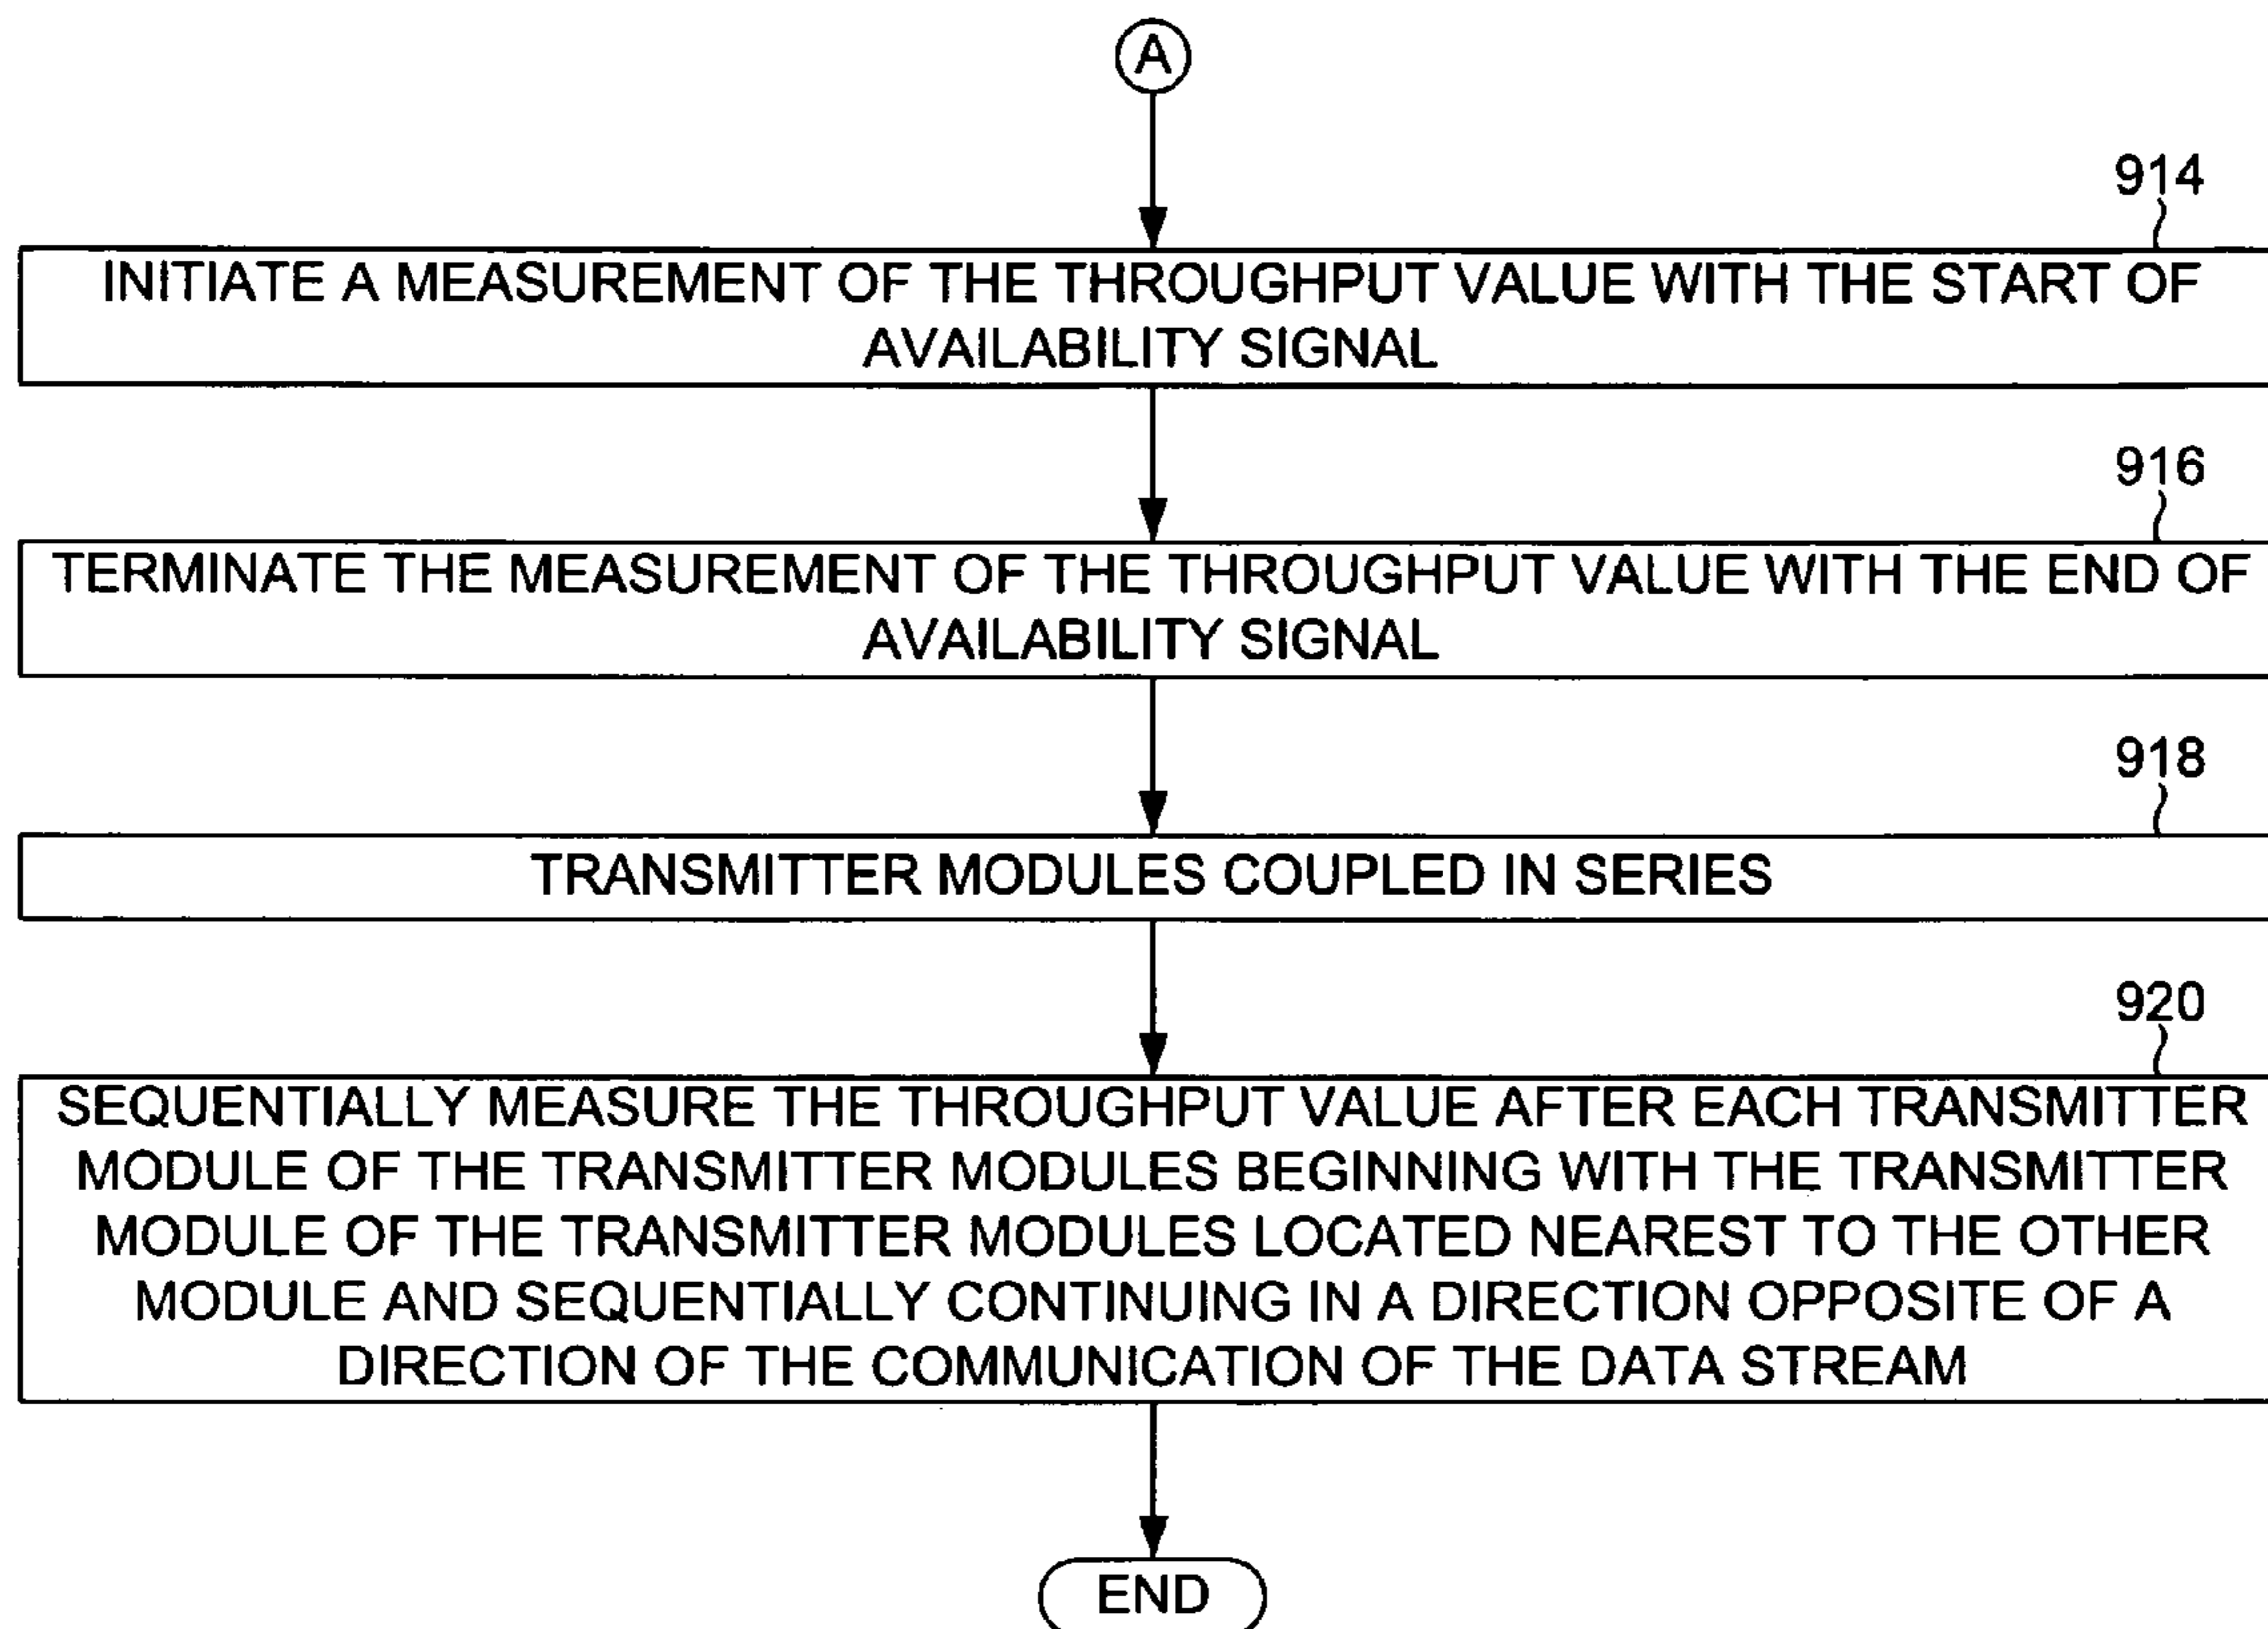 A
914
INITIATE A MEASUREMENT OF THE THROUGHPUT VALUE WITH THE START OF
AVAILABILITY SIGNAL
916
TERMINATE THE MEASUREMENT OF THE THROUGHPUT VALUE WITH THE END OF
AVAILABILITY SIGNAL
918
TRANSMITTER MODULES COUPLED IN SERIES
920
SEQUENTIALLY MEASURE THE THROUGHPUT VALUE AFTER EACH TRANSMITTER
MODULE OF THE TRANSMITTER MODULES BEGINNING WITH THE TRANSMITTER
MODULE OF THE TRANSMITTER MODULES LOCATED NEAREST TO THE OTHER
MODULE AND SEQUENTIALLY CONTINUING IN A DIRECTION OPPOSITE OF A
DIRECTION OF THE COMMUNICATION OF THE DATA STREAM
END